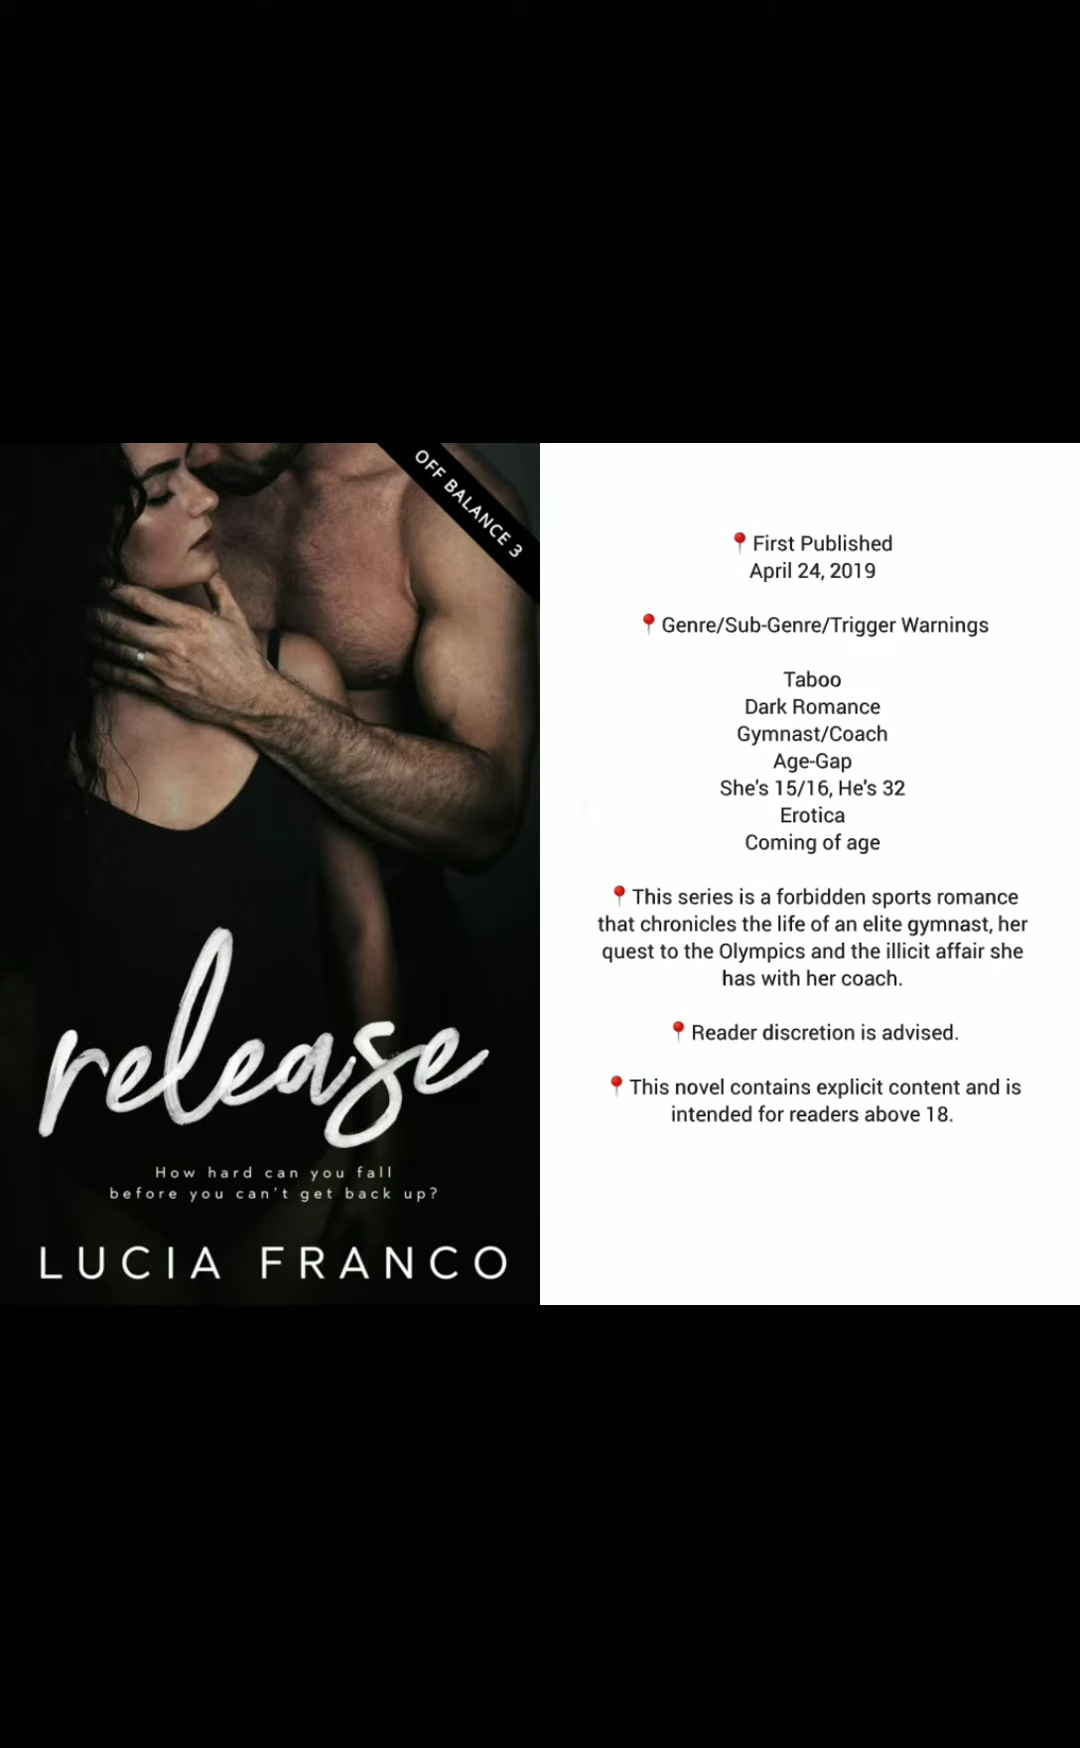 OFF BALANCE 3
release
How hard can you fall
before you can't get back up?
LUCIA FRANCO
📍First Published
April 24, 2019
📍Genre/Sub-Genre/Trigger Warnings
Taboo
Dark Romance
Gymnast/Coach
Age-Gap
She's 15/16, He's 32
Erotica
Coming of age
📍This series is a forbidden sports romance
that chronicles the life of an elite gymnast, her
quest to the Olympics and the illicit affair she
has with her coach.
📍Reader discretion is advised.
📍This novel contains explicit content and is
intended for readers above 18.